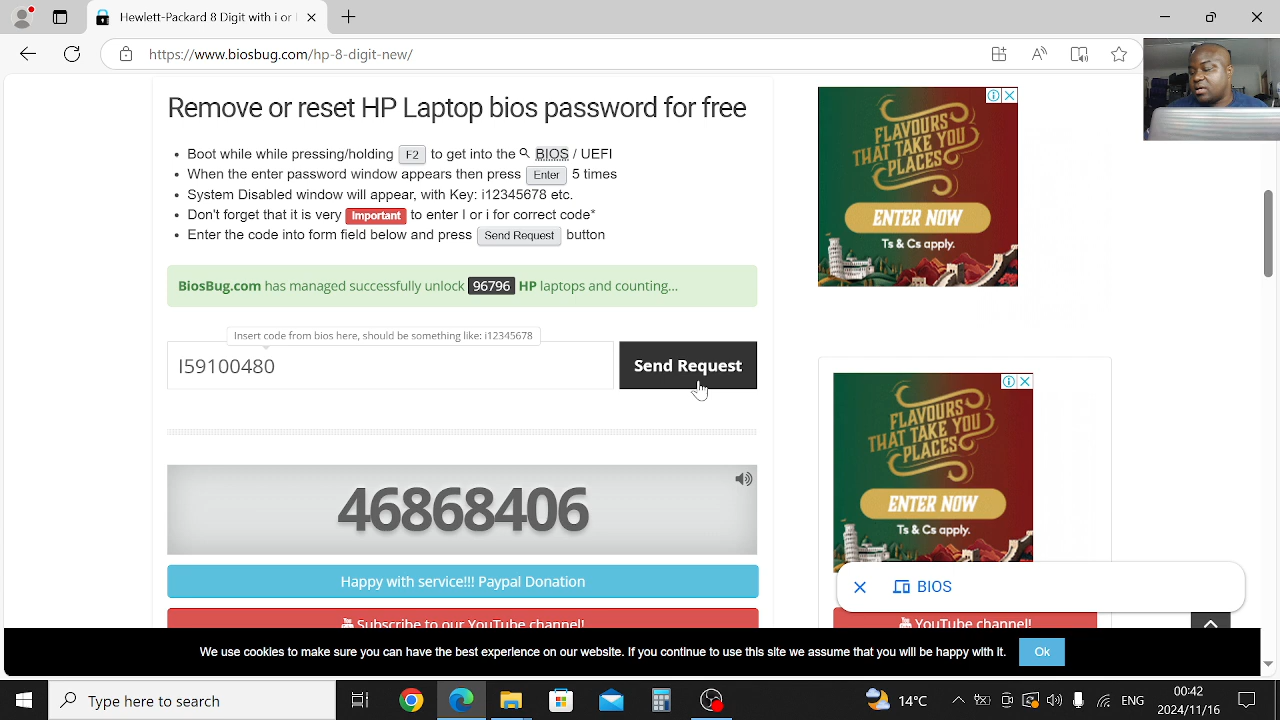 https://www.biosbug.com/hp-8-digit-new/
Remove or reset HP Laptop bios password for free
Boot while while pressing/holding F2 to get into the BIOS / UEFI
When the enter password window appears then press Enter 5 times
System Disabled window will appear, with Key: i12345678 etc.
Don't forget that it is very Important to enter I or i for correct code*
Enter the code into form field below and press Send Request button
BiosBug.com has managed successfully unlock 96796 HP laptops and counting...
Insert code from bios here, should be something like: i12345678
I59100480
Send Request
46868406
Happy with service!!! Paypal Donation
Subscribe to our YouTube channel!
FLAVOURS
THAT TAKE YOU
PLACES
ENTER NOW
Ts & Cs apply.
FLAVOURS
THAT TAKE YOU
PLACES
ENTER NOW
Ts & Cs apply.
BIOS
YouTube channel!
We use cookies to make sure you can have the best experience on our website. If you continue to use this site we assume that you will be happy with it.
Ok
Type here to search
14°C
ENG
00:42
2024/11/16